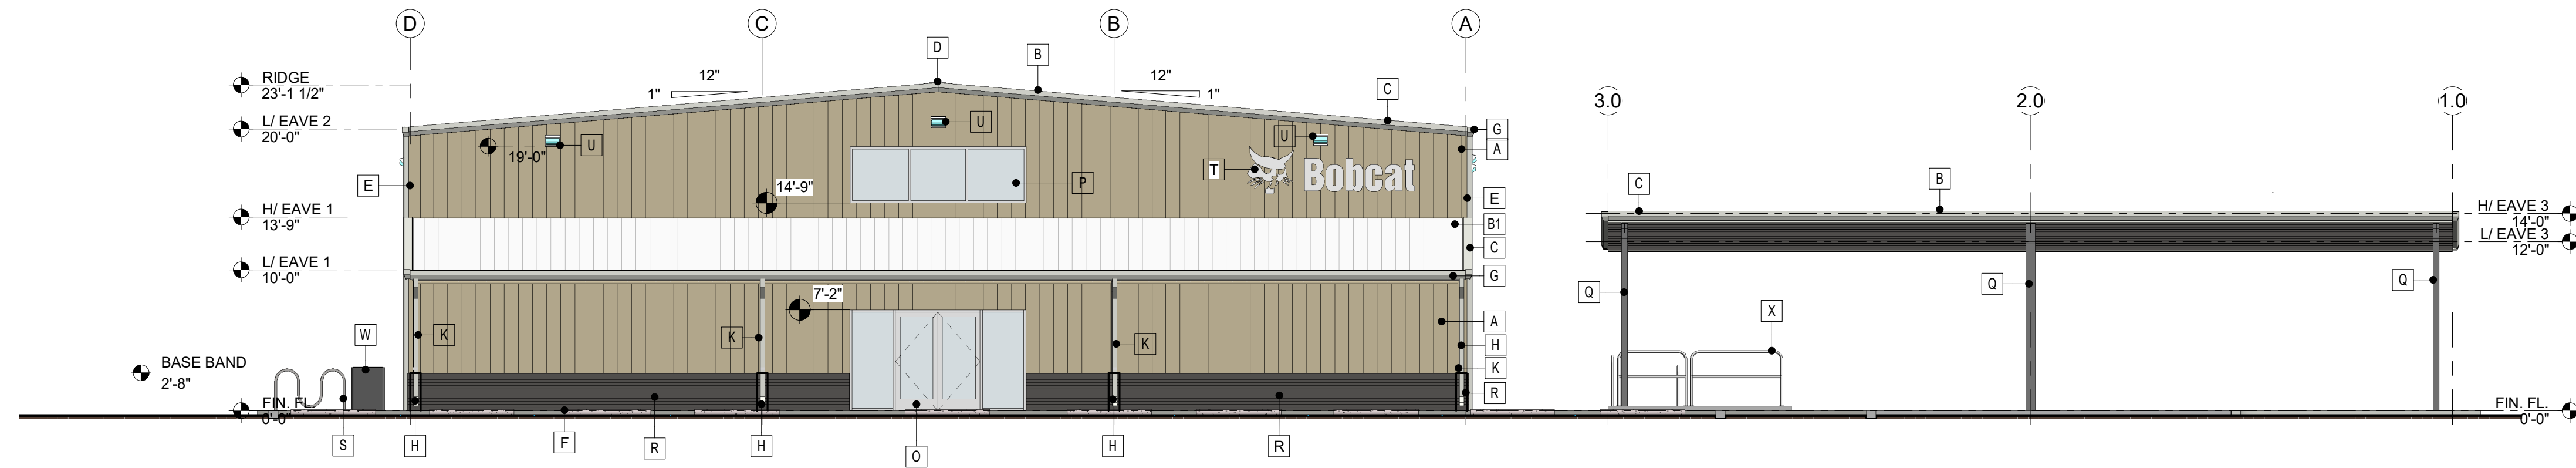 D
C
B
A
D
B
RIDGE
23'-1 1/2"
12"
1"
12"
1"
C
3.0
2.0
1.0
L/ EAVE 2
20'-0"
U
U
U
G
A
19'-0"
T
Bobcat
P
E
14'-9"
E
C
B
H/ EAVE 1
13'-9"
B1
H/ EAVE 3
14'-0"
L/ EAVE 3
12'-0"
C
L/ EAVE 1
10'-0"
G
7'-2"
Q
Q
Q
A
X
W
K
K
K
H
K
BASE BAND
2'-8"
R
FIN. FL.
0'-0"
FIN. FL.
0'-0"
S
H
F
R
H
O
H
R